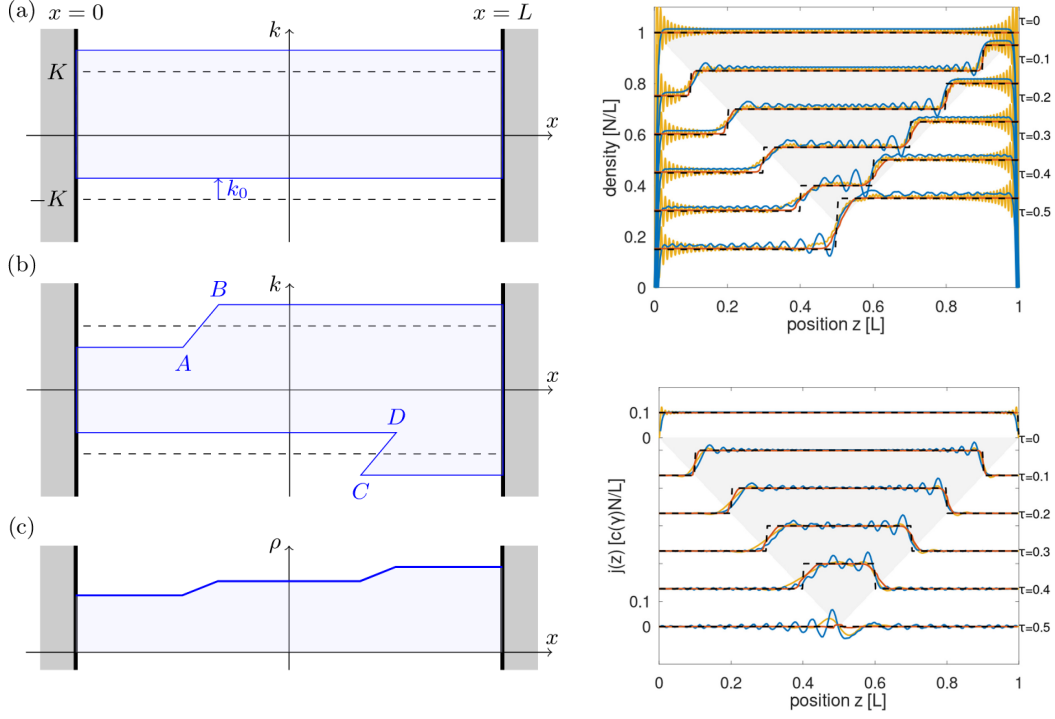 (a)
x = 0
x = L
k
K
x
−K
k₀
(b)
k
B
A
x
D
C
(c)
ρ
x
density [N/L]
1
0.8
0.6
0.4
0.2
0
τ=0
τ=0.1
τ=0.2
τ=0.3
τ=0.4
τ=0.5
0 0.2 0.4 0.6 0.8 1
position z [L]
j(z) [c(γ)N/L]
0.1
0
0.1
0
τ=0
τ=0.1
τ=0.2
τ=0.3
τ=0.4
τ=0.5
0 0.2 0.4 0.6 0.8 1
position z [L]